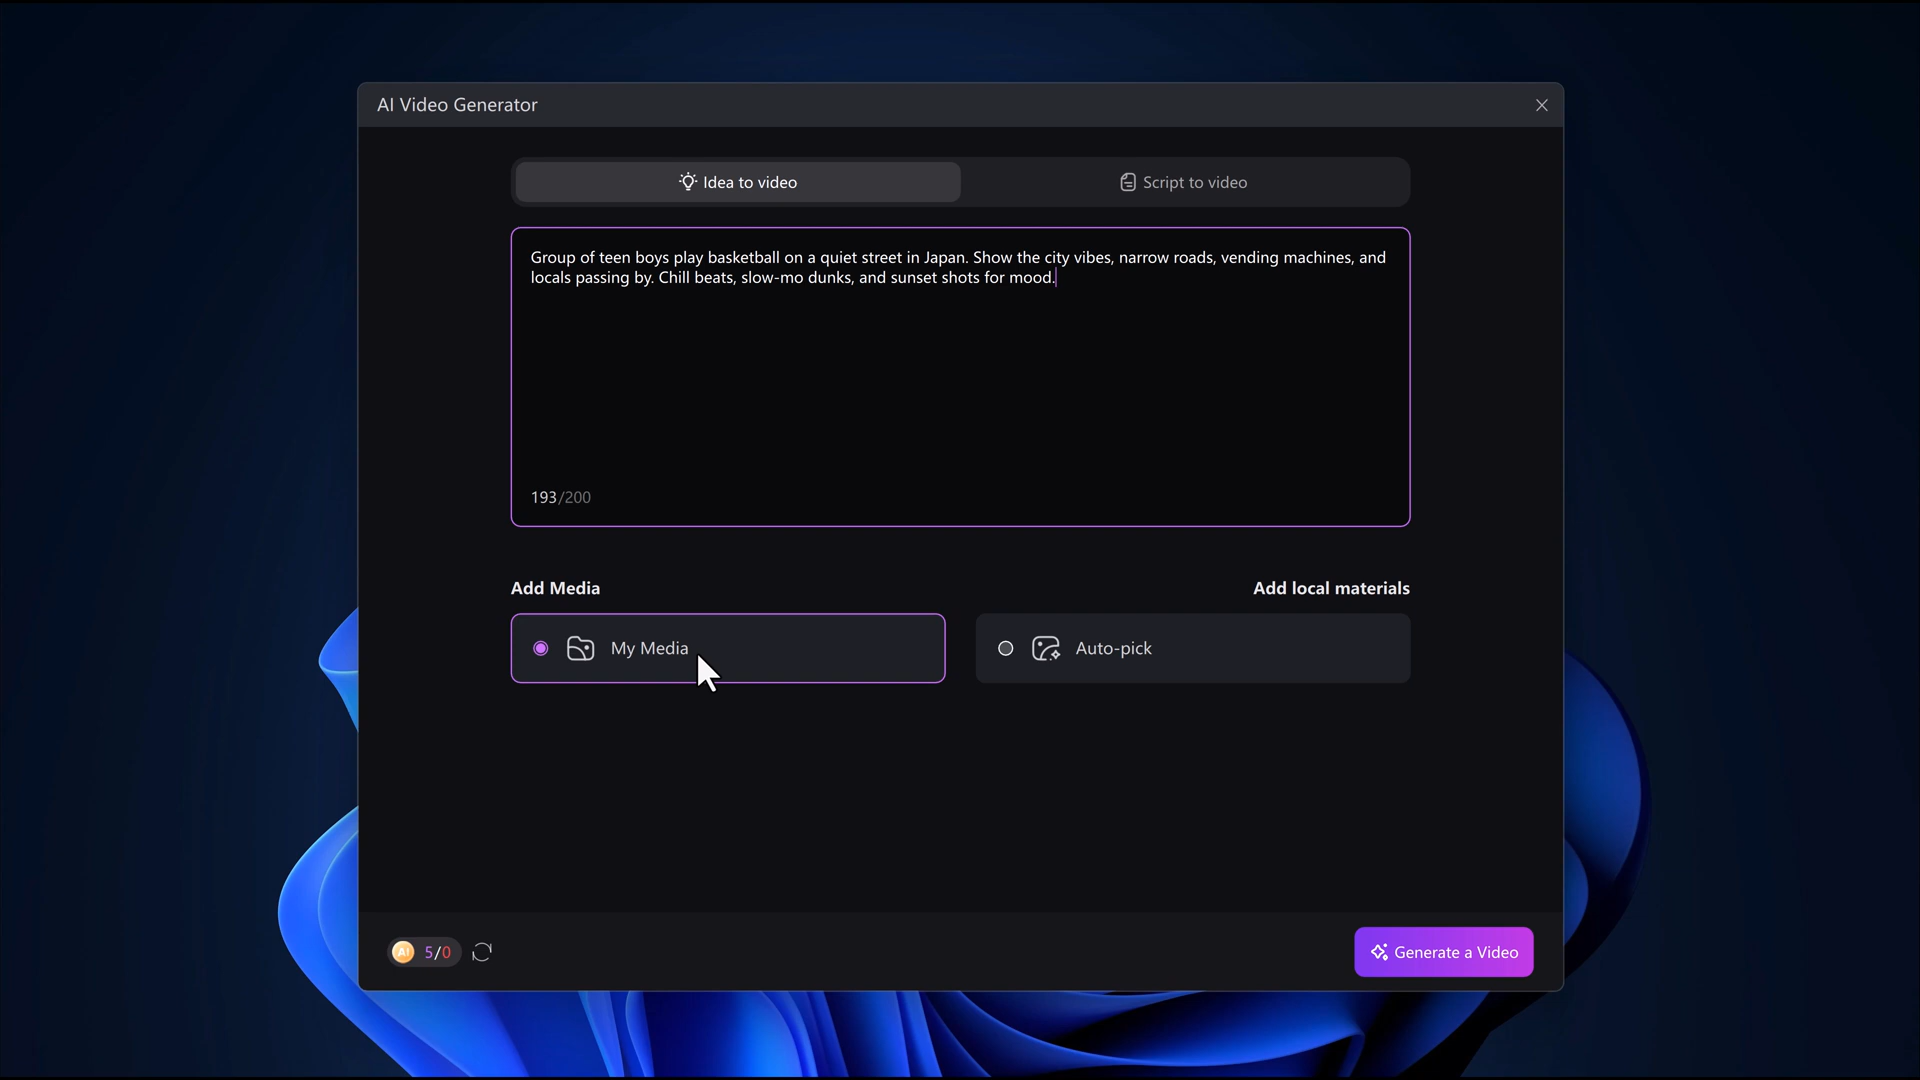 AI Video Generator
Idea to video
Script to video
Group of teen boys play basketball on a quiet street in Japan. Show the city vibes, narrow roads, vending machines, and
locals passing by. Chill beats, slow-mo dunks, and sunset shots for mood.
193/200
Add Media
Add local materials
My Media
Auto-pick
AI 5/0
Generate a Video